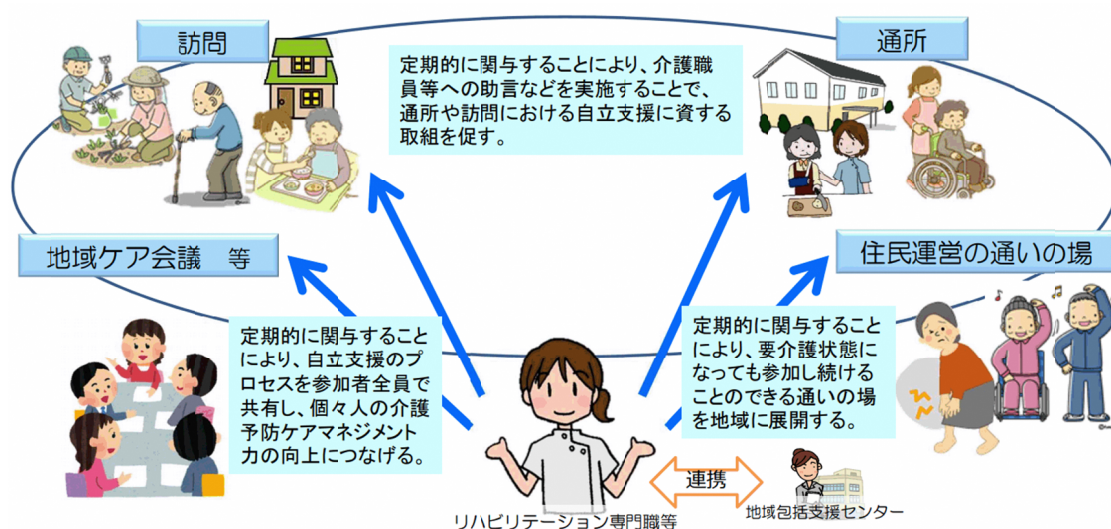 訪問
通所
定期的に関与することにより、介護職
員等への助言などを実施することで、
通所や訪問における自立支援に資する
取組を促す。
地域ケア会議　等
住民運営の通いの場
定期的に関与すること
により、自立支援のプ
ロセスを参加者全員で
共有し、個々人の介護
予防ケアマネジメント
力の向上につなげる。
定期的に関与すること
により、要介護状態に
なっても参加し続ける
ことのできる通いの場
を地域に展開する。
連携
リハビリテーション専門職等
地域包括支援センター